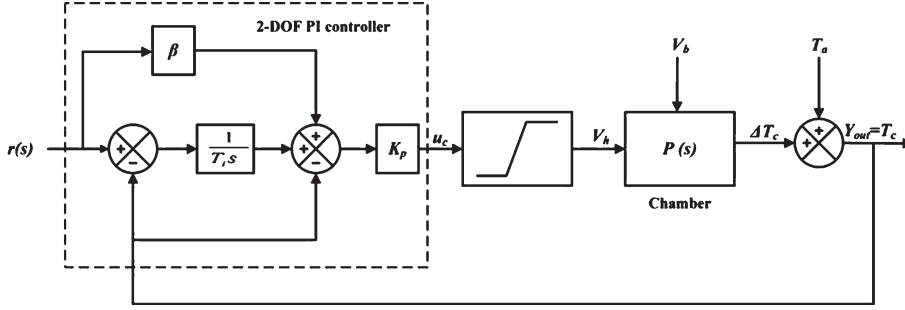 2-DOF PI controller
β
V_b
T_a
r(s)
+
−
1
T_i s
+
+
−
K_p
u_c
V_h
P(s)
ΔT_c
+
+
Y_out=T_c
Chamber